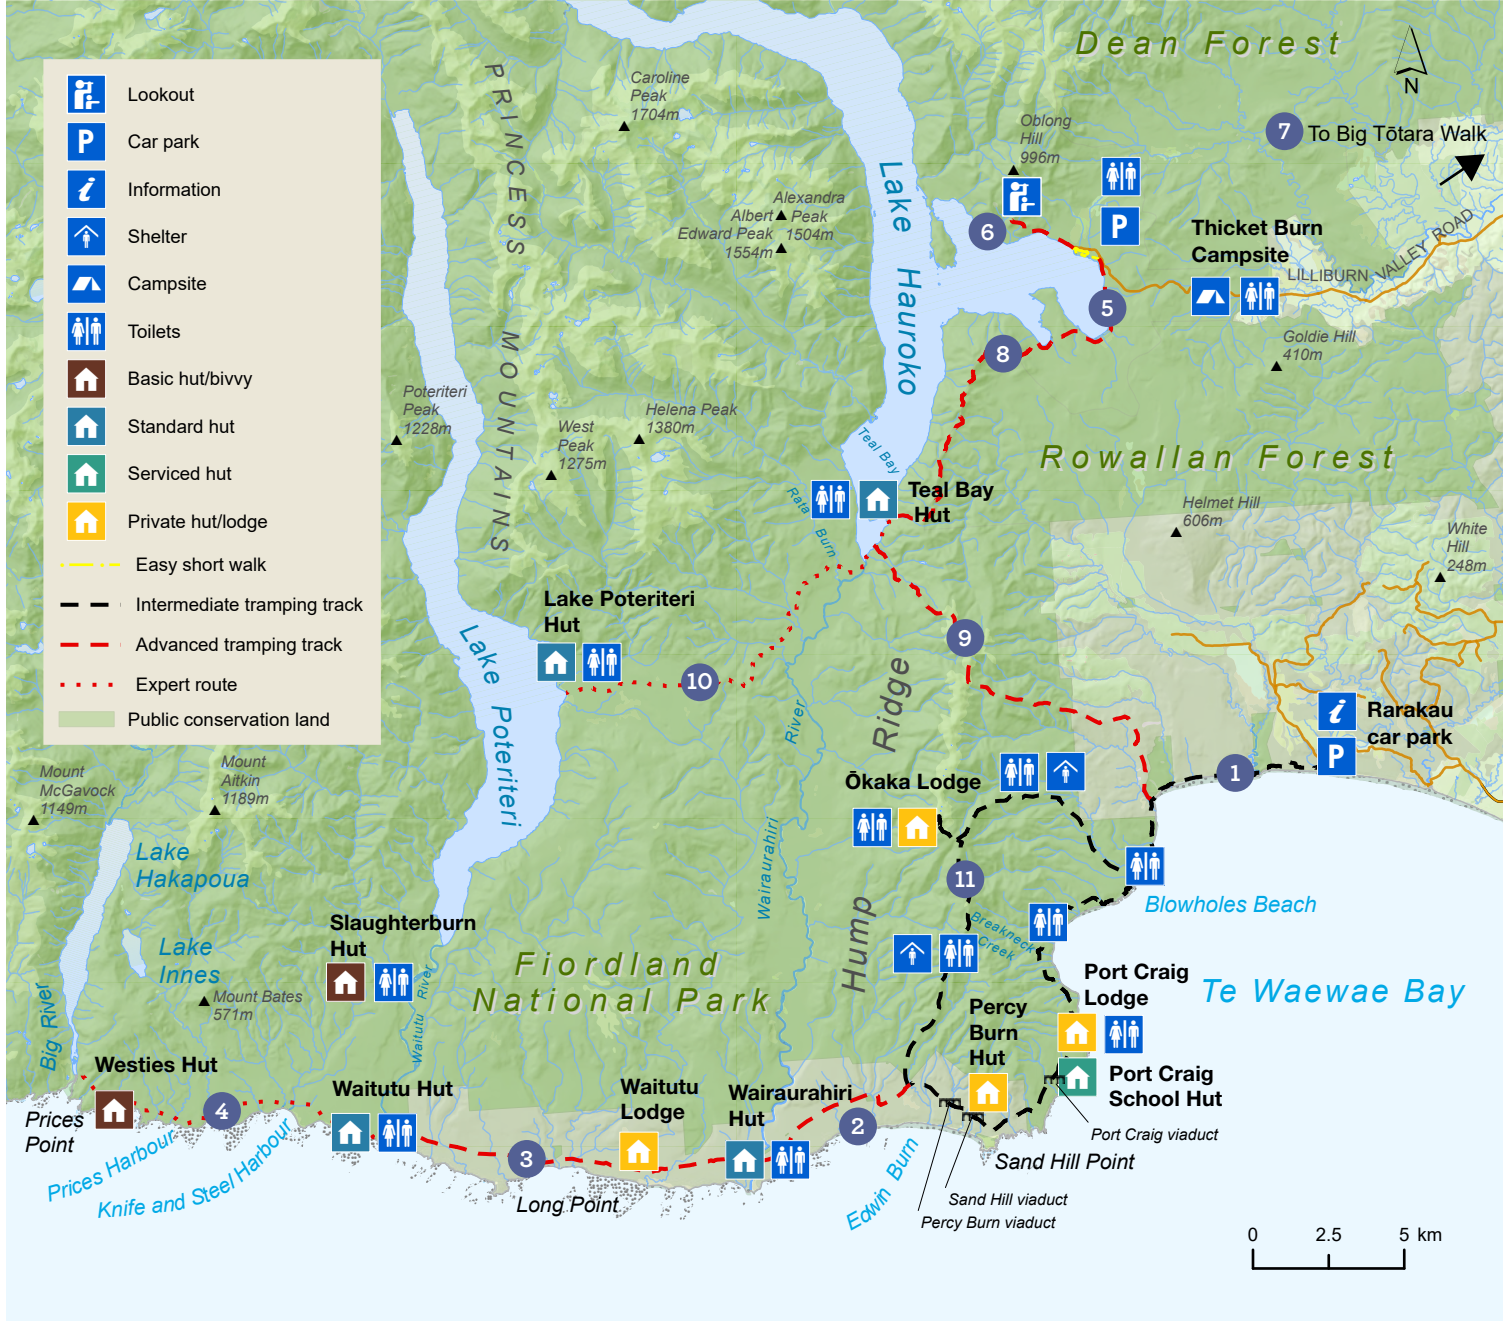 Lookout
P
Car park
i
Information
Shelter
Campsite
Toilets
Basic hut/bivvy
Standard hut
Serviced hut
Private hut/lodge
Easy short walk
Intermediate tramping track
Advanced tramping track
Expert route
Public conservation land
PRINCESS MOUNTAINS
Caroline
Peak
1704m
Dean Forest
N
Oblong
Hill
996m
7
To Big Tōtara Walk
Lake Hauroko
Alexandra
Peak
1504m
Albert
Edward Peak
1554m
6
P
Thicket Burn
Campsite
LILLIBURN VALLEY ROAD
5
8
Goldie Hill
410m
Poteriteri
Peak
1228m
West
Peak
1275m
Helena Peak
1380m
Teal Bay
Rowallan Forest
Teal Bay
Hut
Rata Burn
Helmet Hill
606m
White
Hill
248m
Lake Poteriteri
Hut
Lake Poteriteri
9
10
Hump Ridge
Wairaurahiri River
i
P
Rarakau
car park
1
Mount
McGavock
1149m
Mount
Aitkin
1189m
Ōkaka Lodge
Lake
Hakapoua
11
Blowholes Beach
Slaughterburn
Hut
Breakneck
Creek
Lake
Innes
Fiordland
National Park
Port Craig
Lodge
Te Waewae Bay
Mount Bates
571m
Percy
Burn
Hut
Big River
Waitutu River
Westies Hut
Waitutu Hut
Waitutu
Lodge
Wairaurahiri
Hut
Port Craig
School Hut
Prices
Point
4
3
2
Port Craig viaduct
Sand Hill Point
Prices Harbour
Knife and Steel Harbour
Long Point
Edwin Burn
Sand Hill viaduct
Percy Burn viaduct
0 2.5 5 km